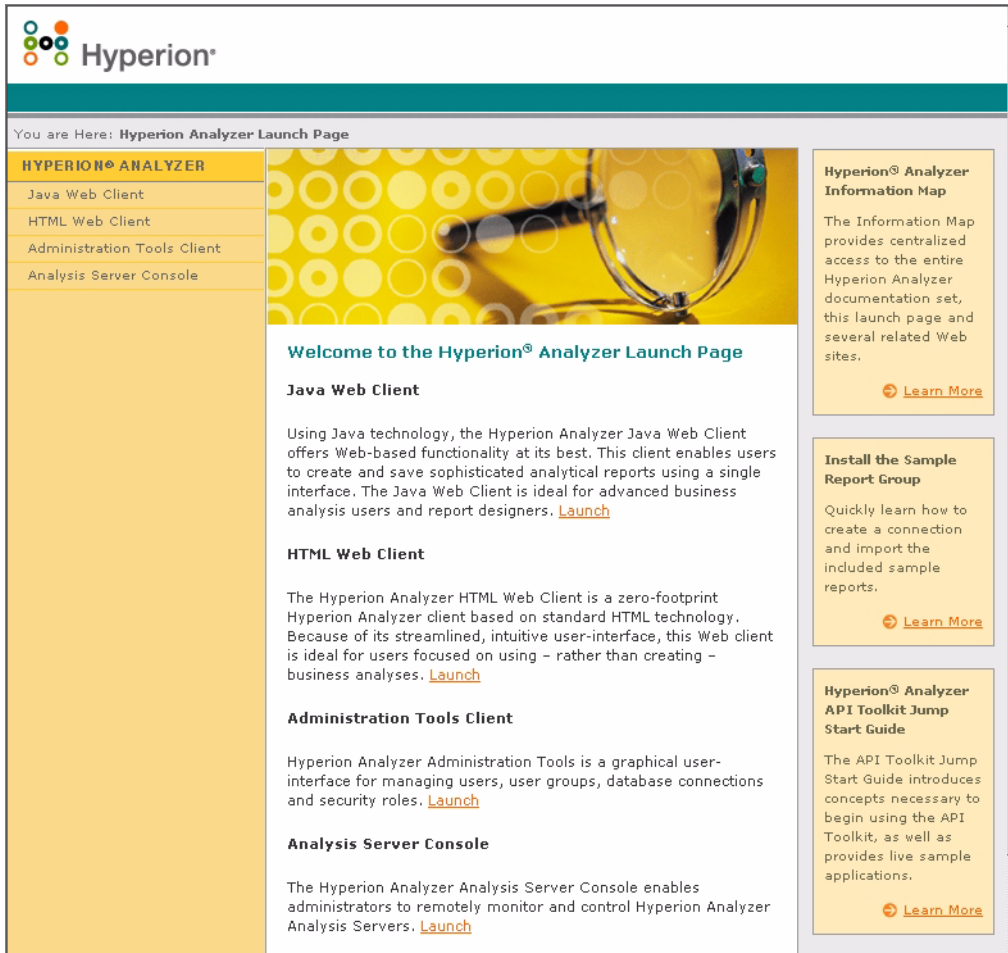 Hyperion®
You are Here: Hyperion Analyzer Launch Page
HYPERION® ANALYZER
Java Web Client
HTML Web Client
Administration Tools Client
Analysis Server Console
Welcome to the Hyperion® Analyzer Launch Page
Java Web Client
Using Java technology, the Hyperion Analyzer Java Web Client
offers Web-based functionality at its best. This client enables users
to create and save sophisticated analytical reports using a single
interface. The Java Web Client is ideal for advanced business
analysis users and report designers. Launch
HTML Web Client
The Hyperion Analyzer HTML Web Client is a zero-footprint
Hyperion Analyzer client based on standard HTML technology.
Because of its streamlined, intuitive user-interface, this Web client
is ideal for users focused on using – rather than creating –
business analyses. Launch
Administration Tools Client
Hyperion Analyzer Administration Tools is a graphical user-
interface for managing users, user groups, database connections
and security roles. Launch
Analysis Server Console
The Hyperion Analyzer Analysis Server Console enables
administrators to remotely monitor and control Hyperion Analyzer
Analysis Servers. Launch
Hyperion® Analyzer
Information Map
The Information Map
provides centralized
access to the entire
Hyperion Analyzer
documentation set,
this launch page and
several related Web
sites.
Learn More
Install the Sample
Report Group
Quickly learn how to
create a connection
and import the
included sample
reports.
Learn More
Hyperion® Analyzer
API Toolkit Jump
Start Guide
The API Toolkit Jump
Start Guide introduces
concepts necessary to
begin using the API
Toolkit, as well as
provides live sample
applications.
Learn More